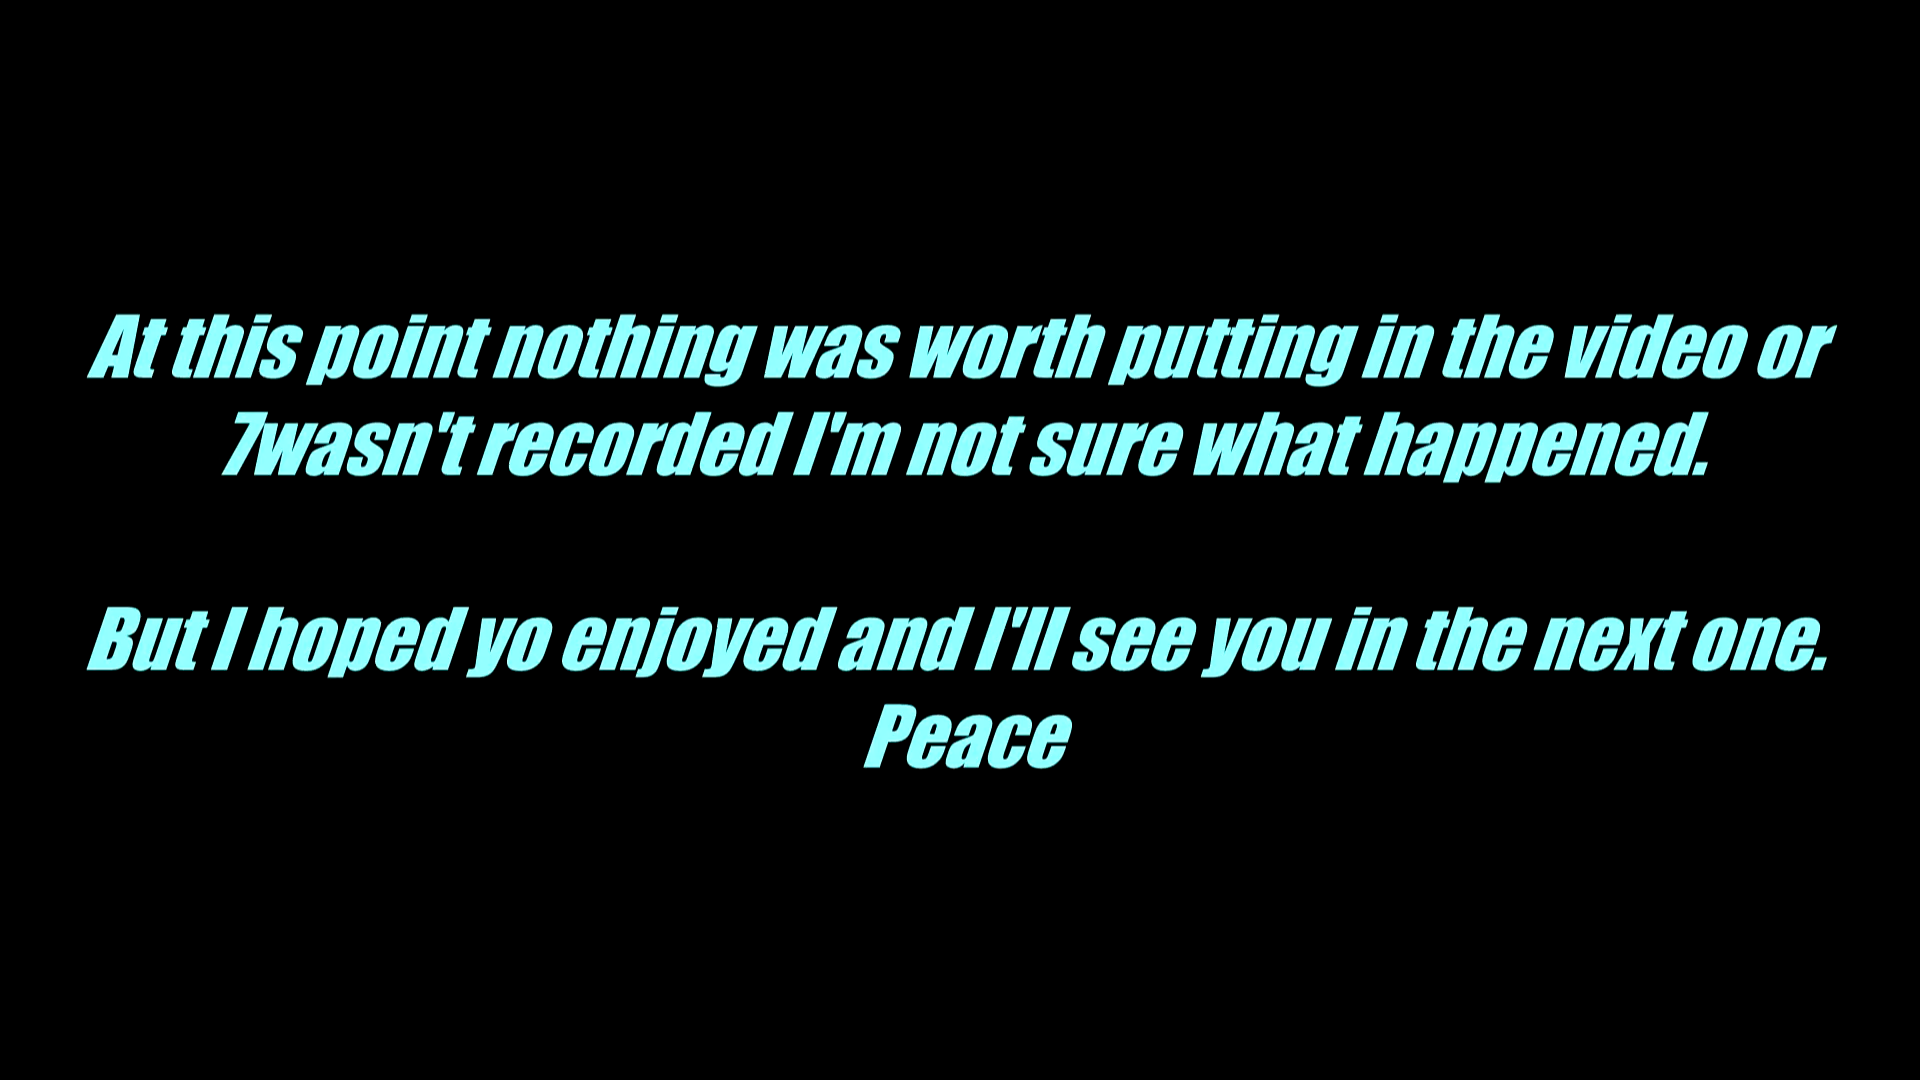 At this point nothing was worth putting in the video or
7wasn't recorded I'm not sure what happened.
But I hoped yo enjoyed and I'll see you in the next one.
Peace